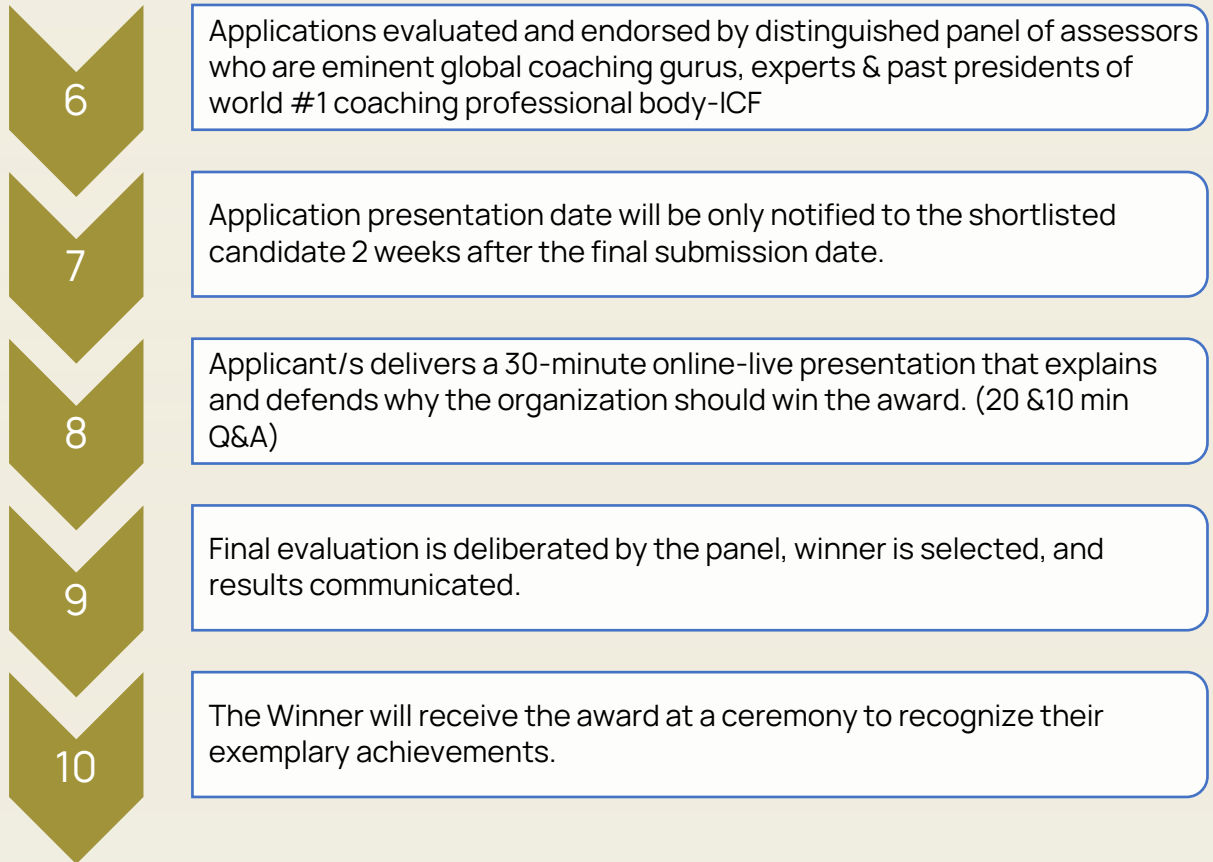 6
Applications evaluated and endorsed by distinguished panel of assessors
who are eminent global coaching gurus, experts & past presidents of
world #1 coaching professional body-ICF
7
Application presentation date will be only notified to the shortlisted
candidate 2 weeks after the final submission date.
8
Applicant/s delivers a 30-minute online-live presentation that explains
and defends why the organization should win the award. (20 &10 min
Q&A)
9
Final evaluation is deliberated by the panel, winner is selected, and
results communicated.
10
The Winner will receive the award at a ceremony to recognize their
exemplary achievements.